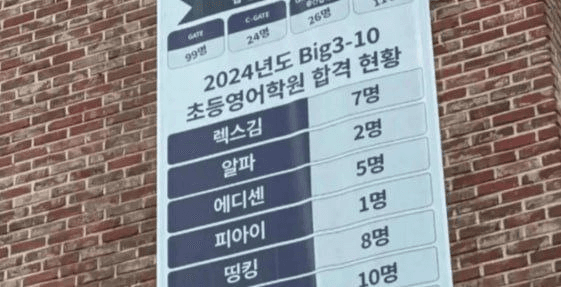 GATE C-GATE
99명 24명 26명
2024년도 Big3-10
초등영어학원 합격 현황
렉스김 7명
알파 2명
에디센 5명
피아이 1명
띵킹 8명
10명